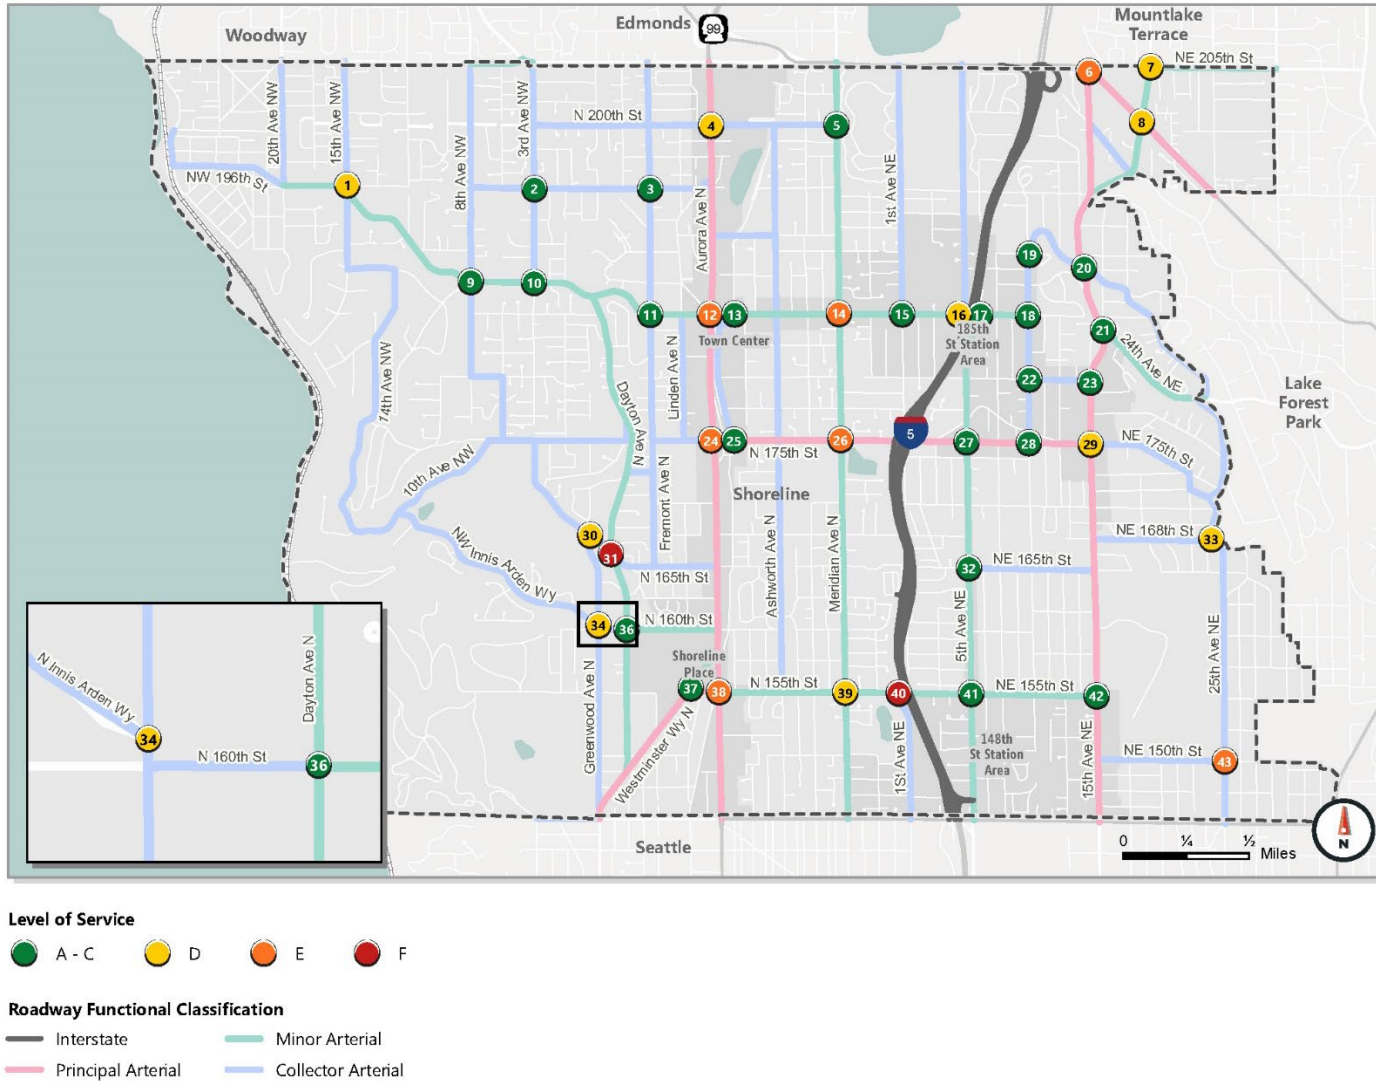 Edmonds
99
Mountlake
Terrace
Woodway
6
7
NE 205th St
20th Ave NW
15th Ave NW
8th Ave NW
3rd Ave NW
N 200th St
4
5
8
NW 196th St
1
2
3
Aurora Ave N
1st Ave NE
9
10
19
20
11
12
13
14
15
16
17
18
Town Center
185th
St Station
Area
21
24th Ave NE
14th Ave NW
Dayton Ave N
Linden Ave N
22
23
Lake
Forest
Park
10th Ave NW
24
25
N 175th St
26
5
27
28
29
NE 175th St
Shoreline
Fremont Ave N
Ashworth Ave N
Meridian Ave N
30
31
NW Innis Arden Wy
N 165th St
NE 168th St
33
32
NE 165th St
34
36
N 160th St
5th Ave NE
25th Ave NE
Shoreline
Place
37
38
N 155th St
39
40
41
NE 155th St
42
Greenwood Ave N
Westminster Wy N
1St Ave NE
148th
St Station
Area
15th Ave NE
NE 150th St
43
N Innis Arden Wy
Dayton Ave N
34
N 160th St
36
Seattle
0 ¼ ½
Miles
N
Level of Service
A - C D E F
Roadway Functional Classification
Interstate Minor Arterial
Principal Arterial Collector Arterial